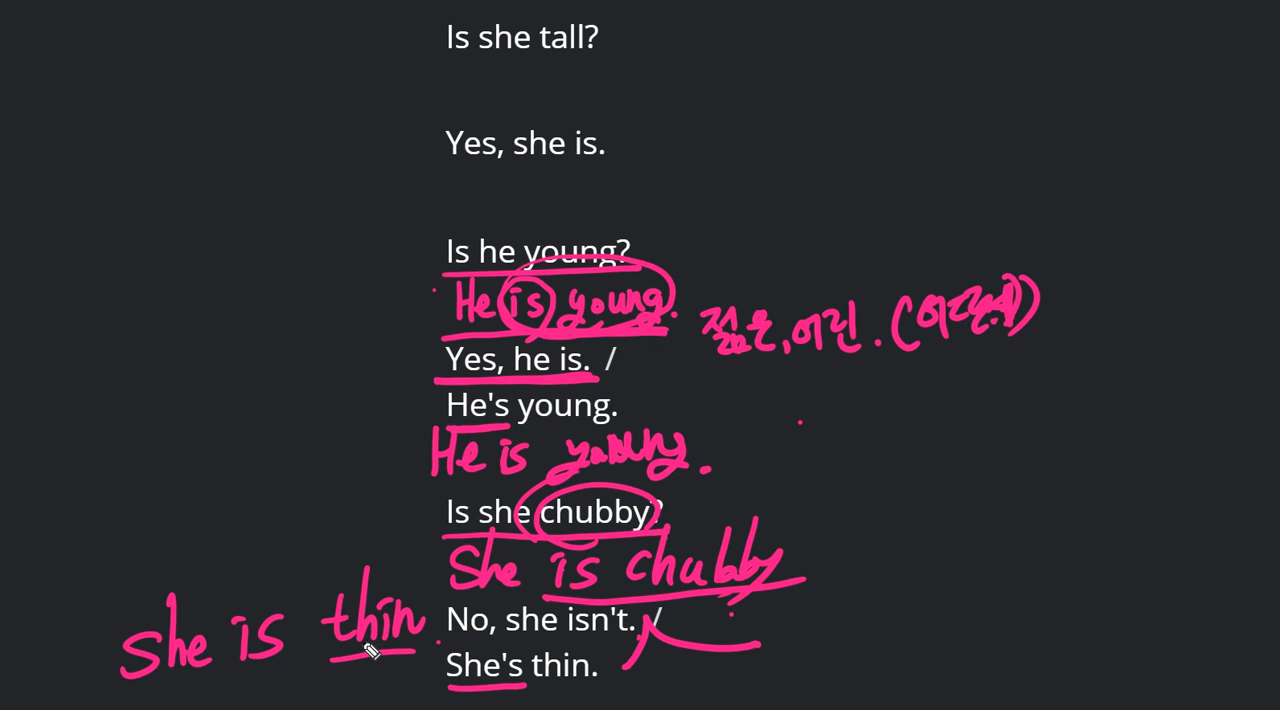 Is she tall?
Yes, she is.
Is he young?
He is young.
젊은, 어린.
Yes, he is. /
He's young.
He is young.
Is she chubby?
She is chubby
No, she isn't. /
She is thin.
She's thin.